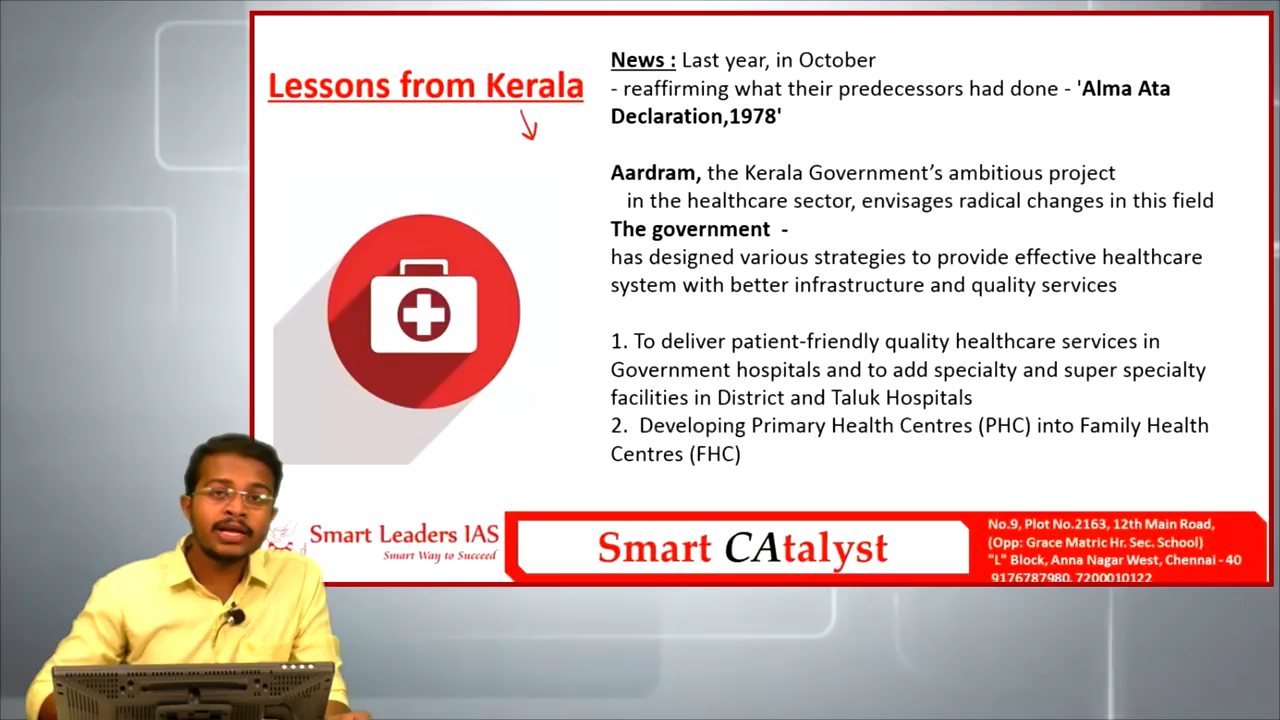 Lessons from Kerala
News : Last year, in October
- reaffirming what their predecessors had done - 'Alma Ata
Declaration,1978'
Aardram, the Kerala Government’s ambitious project
in the healthcare sector, envisages radical changes in this field
The government -
has designed various strategies to provide effective healthcare
system with better infrastructure and quality services
1. To deliver patient-friendly quality healthcare services in
Government hospitals and to add specialty and super specialty
facilities in District and Taluk Hospitals
2. Developing Primary Health Centres (PHC) into Family Health
Centres (FHC)
Smart Leaders IAS
Smart Way to Succeed
Smart CAtalyst
No.9, Plot No.2163, 12th Main Road,
(Opp: Grace Matric Hr. Sec. School)
"L" Block, Anna Nagar West, Chennai - 40
9176787980, 7200010122